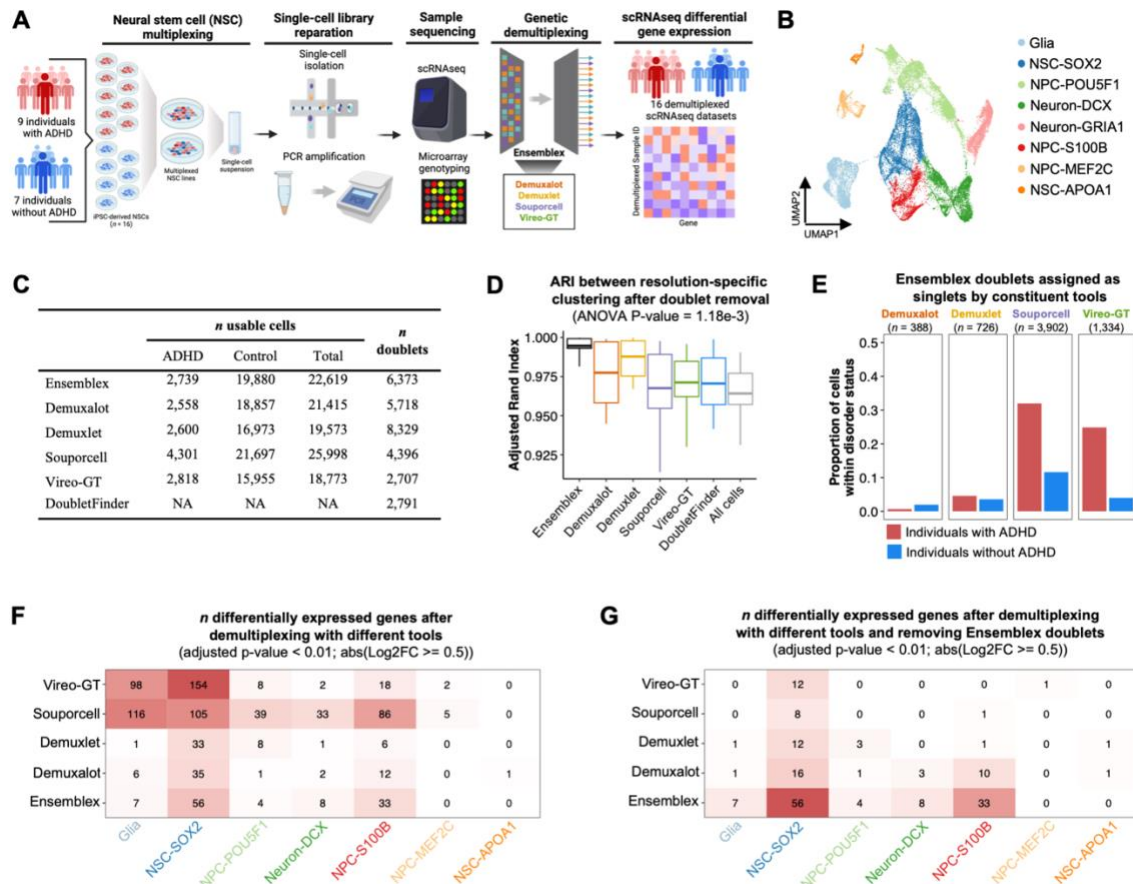 A
Neural stem cell (NSC)
multiplexing
Single-cell library
reparation
Sample
sequencing
Genetic
demultiplexing
scRNAseq differential
gene expression
9 individuals
with ADHD
7 individuals
without ADHD
iPSC-derived NSCs
(n = 16)
Multiplexed
NSC lines
Single-cell
suspension
Single-cell
isolation
PCR amplification
scRNAseq
Microarray
genotyping
Ensemblex
Demuxalot
Demuxlet
Souporcell
Vireo-GT
16 demultiplexed
scRNAseq datasets
Demultiplexed Sample ID
Gene
B
UMAP2
UMAP1
Glia
NSC-SOX2
NPC-POU5F1
Neuron-DCX
Neuron-GRIA1
NPC-S100B
NPC-MEF2C
NSC-APOA1
C
n usable cells n doublets
ADHD Control Total
Ensemblex 2,739 19,880 22,619 6,373
Demuxalot 2,558 18,857 21,415 5,718
Demuxlet 2,600 16,973 19,573 8,329
Souporcell 4,301 21,697 25,998 4,396
Vireo-GT 2,818 15,955 18,773 2,707
DoubletFinder NA NA NA 2,791
D
ARI between resolution-specific
clustering after doublet removal
(ANOVA P-value = 1.18e-3)
Adjusted Rand Index
1.000
0.975
0.950
0.925
Ensemblex
Demuxalot
Demuxlet
Souporcell
Vireo-GT
DoubletFinder
All cells
E
Ensemblex doublets assigned as
singlets by constituent tools
Demuxalot Demuxlet Souporcell Vireo-GT
(n = 388) (n = 726) (n = 3,902) (1,334)
Proportion of cells
within disorder status
0.5
0.4
0.3
0.2
0.1
0.0
Individuals with ADHD
Individuals without ADHD
F
n differentially expressed genes after
demultiplexing with different tools
(adjusted p-value < 0.01; abs(Log2FC >= 0.5))
Vireo-GT 98 154 8 2 18 2 0
Souporcell 116 105 39 33 86 5 0
Demuxlet 1 33 8 1 6 0 0
Demuxalot 6 35 1 2 12 0 1
Ensemblex 7 56 4 8 33 0 0
Glia
NSC-SOX2
NPC-POU5F1
Neuron-DCX
NPC-S100B
NPC-MEF2C
NSC-APOA1
G
n differentially expressed genes after demultiplexing
with different tools and removing Ensemblex doublets
(adjusted p-value < 0.01; abs(Log2FC >= 0.5))
Vireo-GT 0 12 0 0 0 1 0
Souporcell 0 8 0 0 1 0 0
Demuxlet 1 12 3 0 1 0 1
Demuxalot 1 16 1 3 10 0 1
Ensemblex 7 56 4 8 33 0 0
Glia
NSC-SOX2
NPC-POU5F1
Neuron-DCX
NPC-S100B
NPC-MEF2C
NSC-APOA1